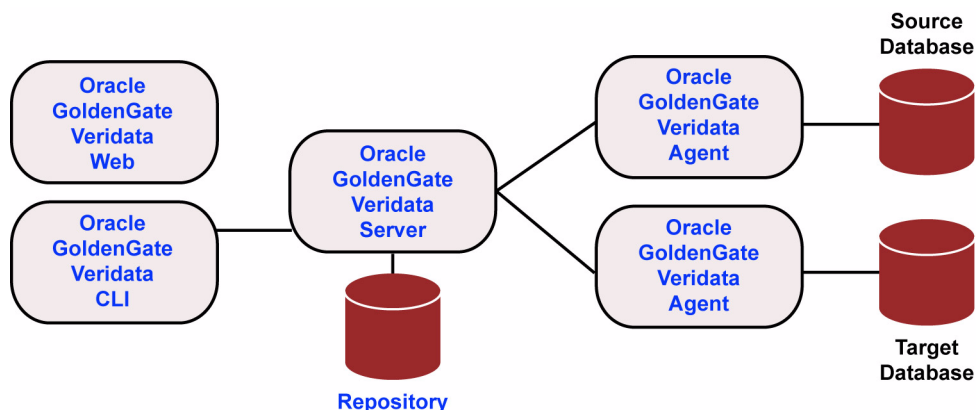 Oracle
GoldenGate
Veridata
Web
Oracle
GoldenGate
Veridata
CLI
Oracle
GoldenGate
Veridata
Server
Repository
Oracle
GoldenGate
Veridata
Agent
Oracle
GoldenGate
Veridata
Agent
Source
Database
Target
Database